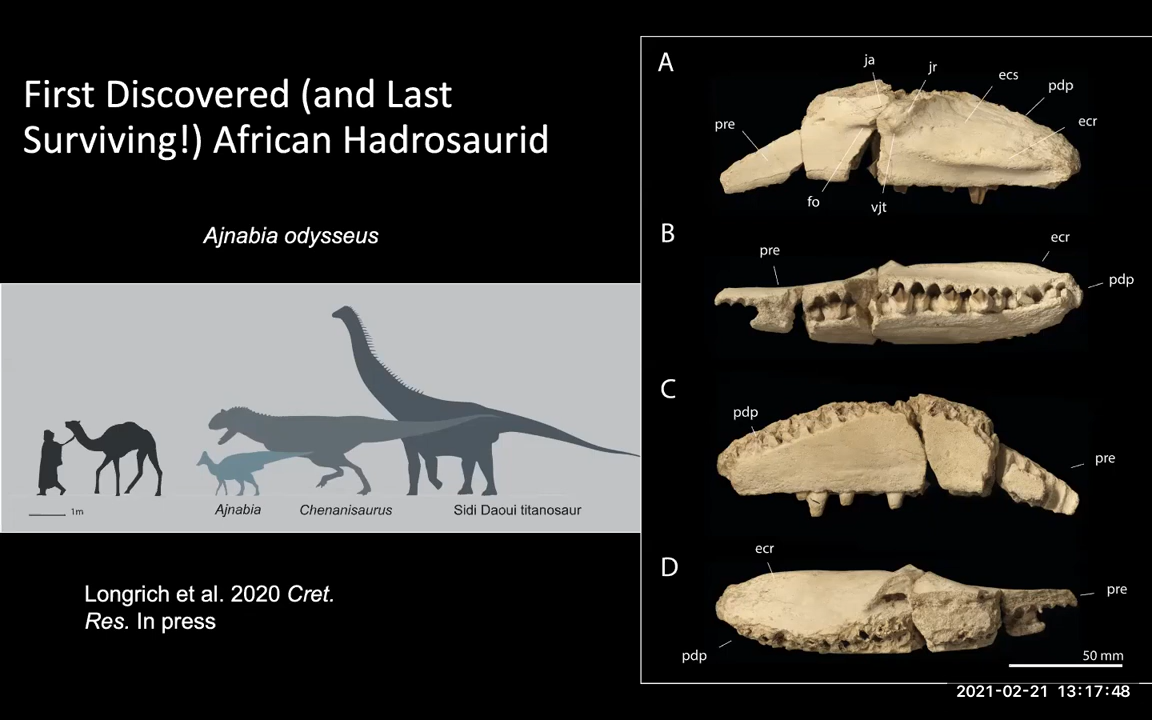 First Discovered (and Last
Surviving!) African Hadrosaurid
Ajnabia odysseus
1m
Ajnabia
Chenanisaurus
Sidi Daoui titanosaur
Longrich et al. 2020 Cret.
Res. In press
A
ja
jr
ecs
pdp
pre
ecr
fo
vjt
B
pre
ecr
pdp
C
pdp
pre
D
ecr
pre
pdp
50 mm
2021-02-21 13:17:48